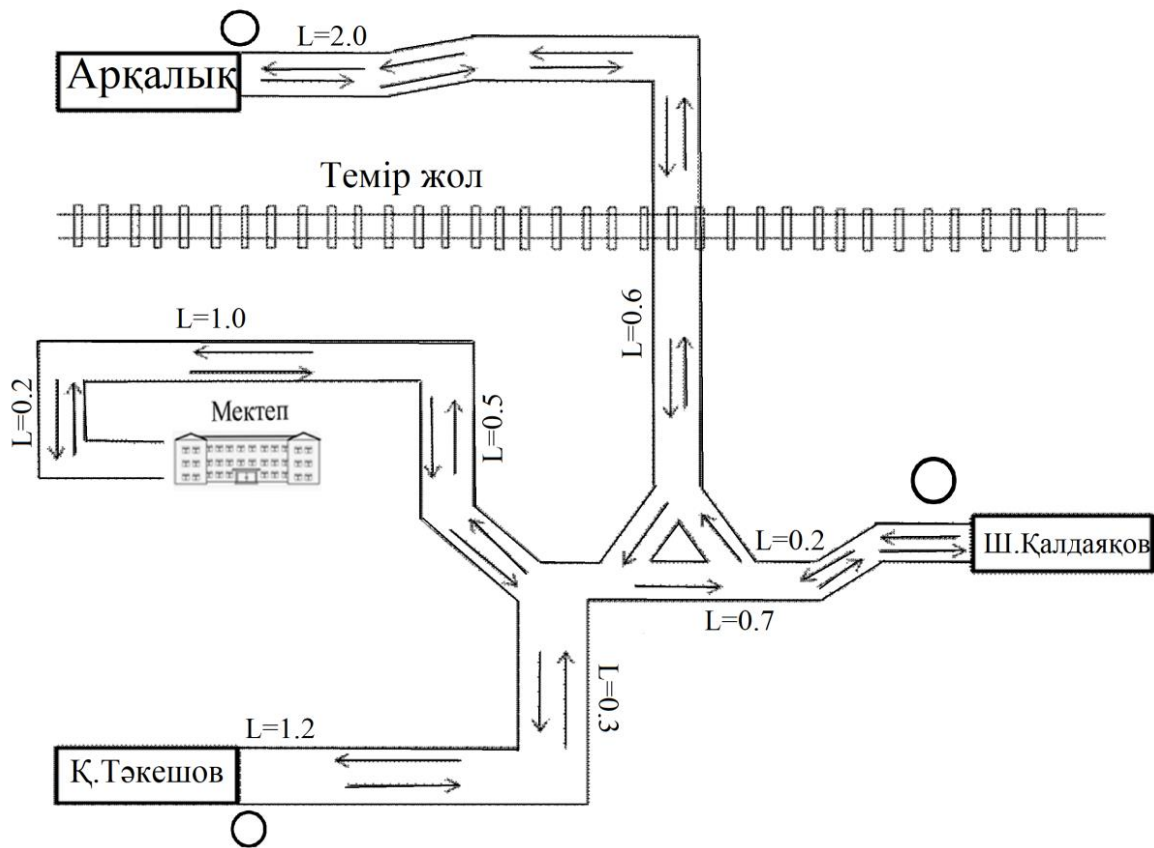 L=2.0
Арқалық
Темір жол
L=0.6
L=1.0
L=0.2
Мектеп
L=0.5
L=0.2
Ш.Қалдаяқов
L=0.7
L=0.3
L=1.2
Қ.Тәкешов